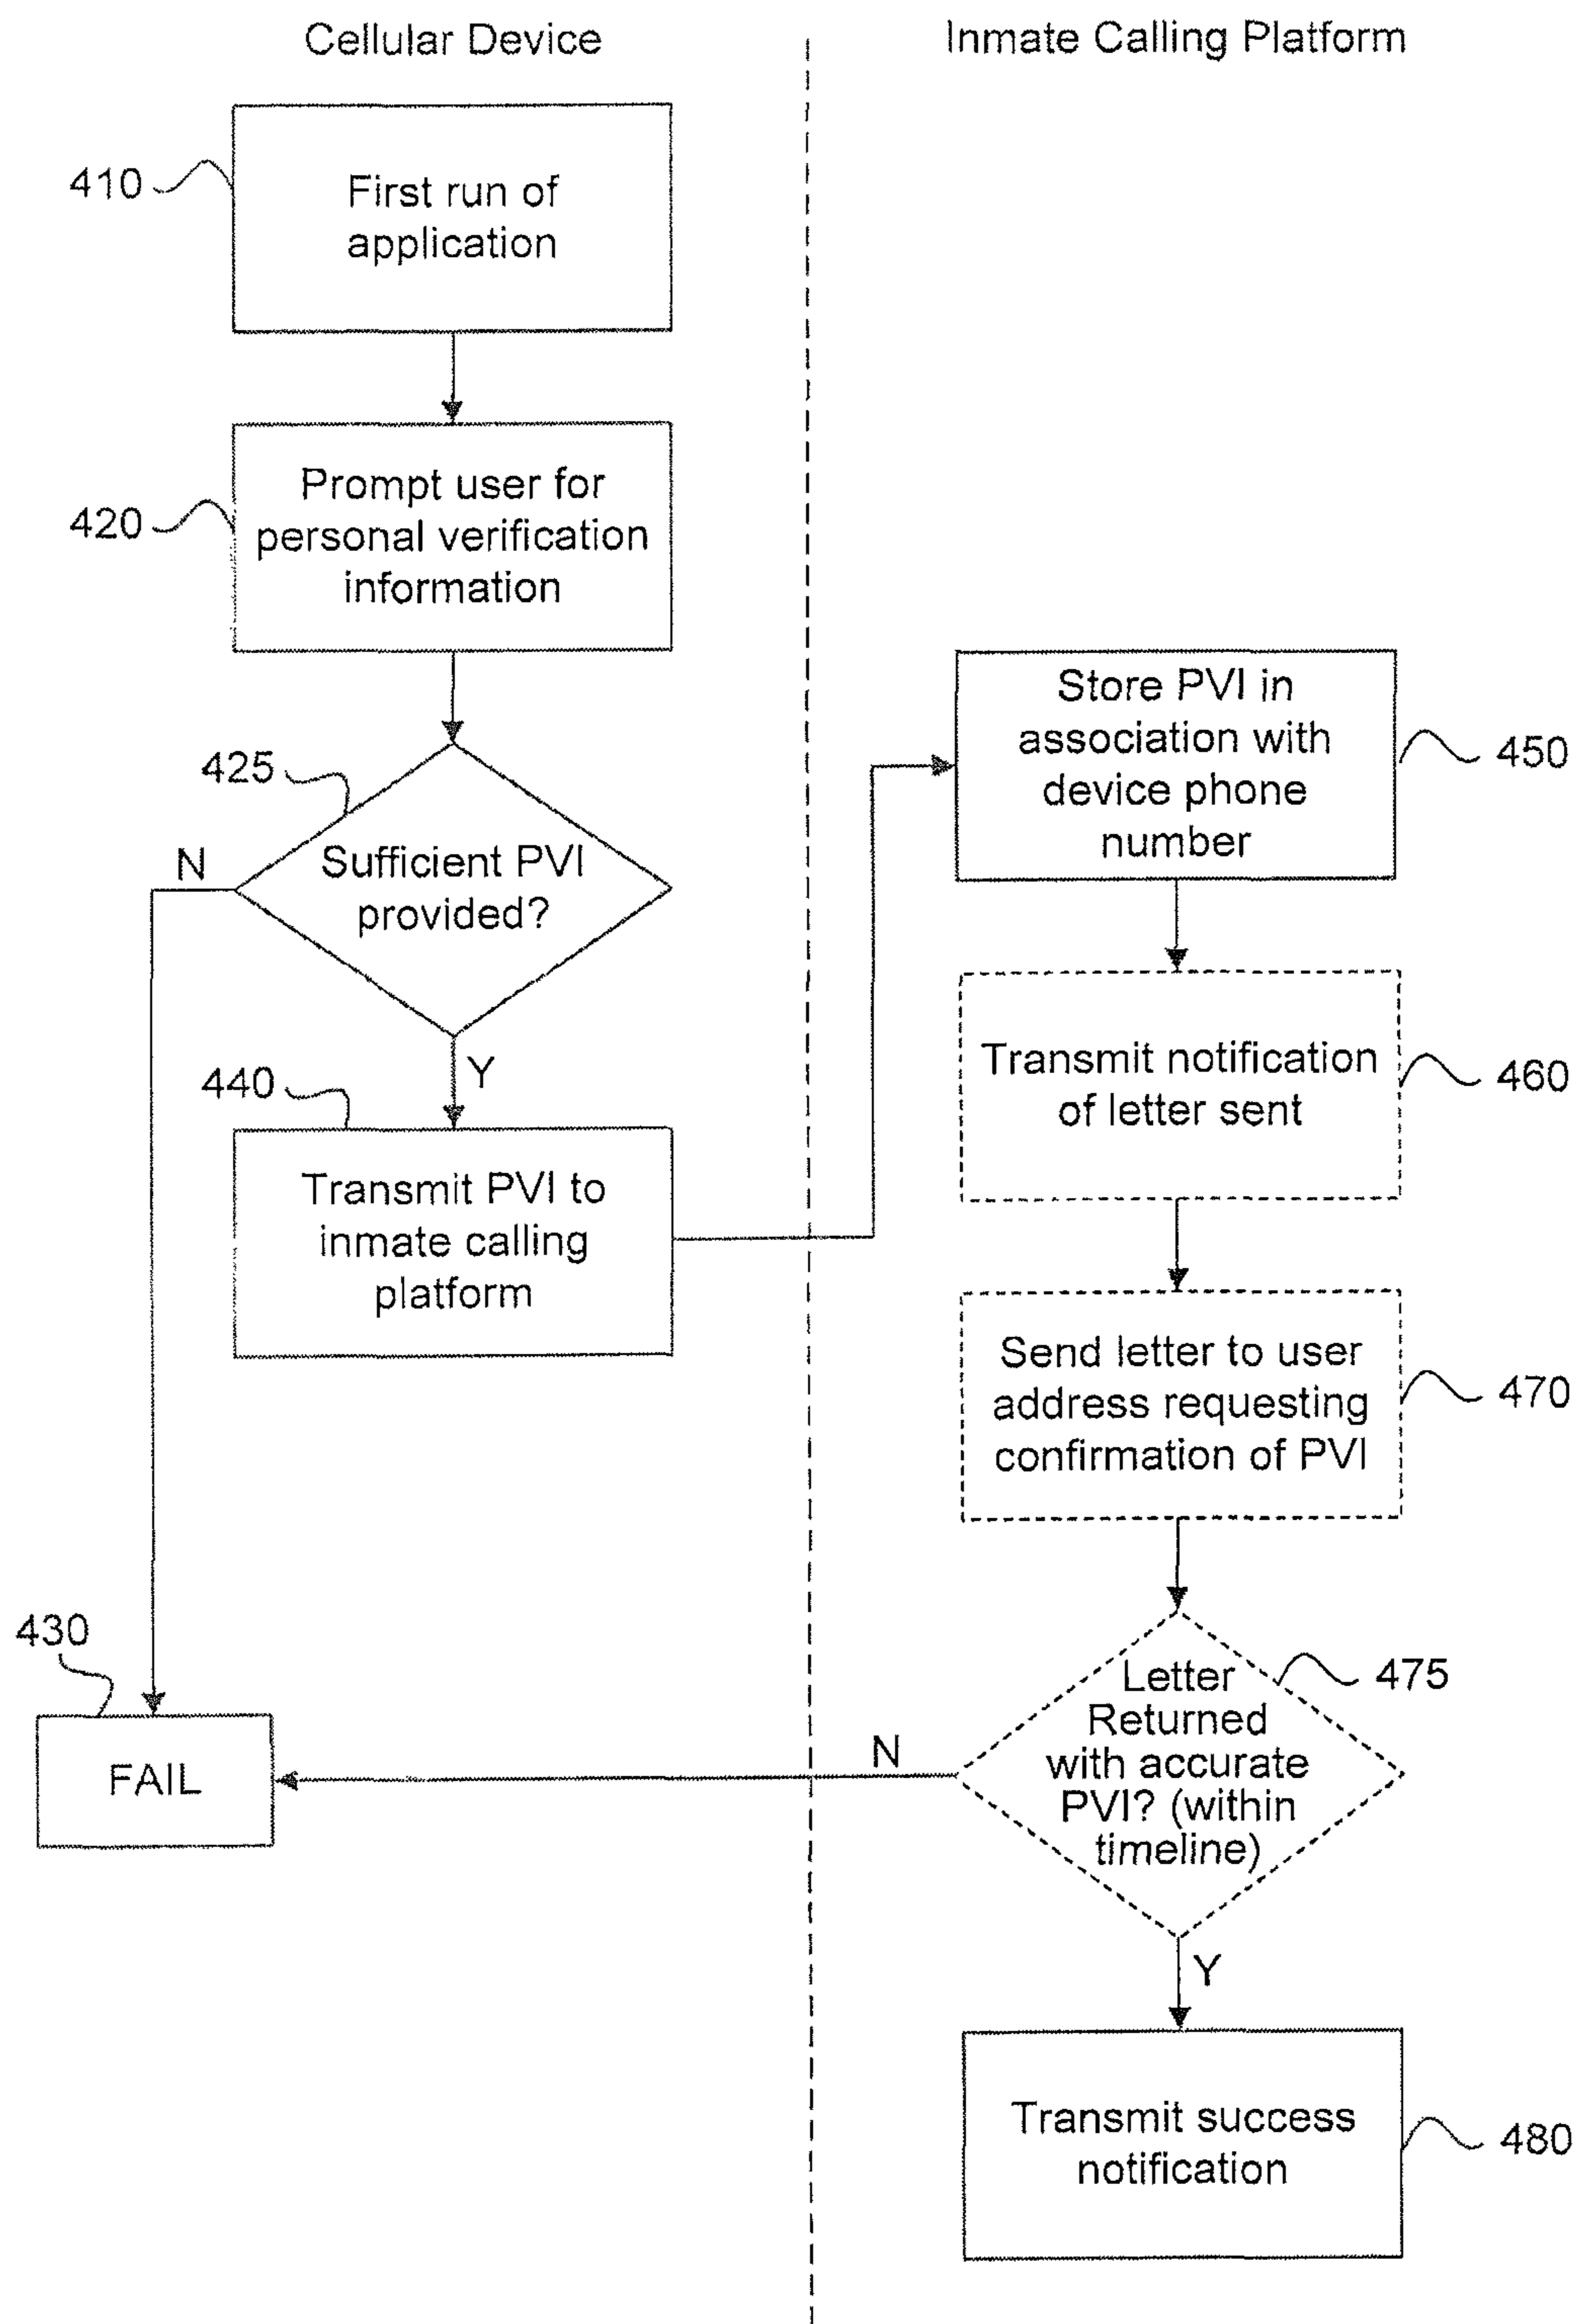 Cellular Device
Inmate Calling Platform
410
First run of
application
420
Prompt user for
personal verification
information
425
N
Sufficient PVI
provided?
Y
440
Transmit PVI to
inmate calling
platform
430
FAIL
Store PVI in
association with
device phone
number
450
Transmit notification
of letter sent
460
Send letter to user
address requesting
confirmation of PVI
470
Letter
Returned
with accurate
PVI? (within
timeline)
475
N
Y
Transmit success
notification
480